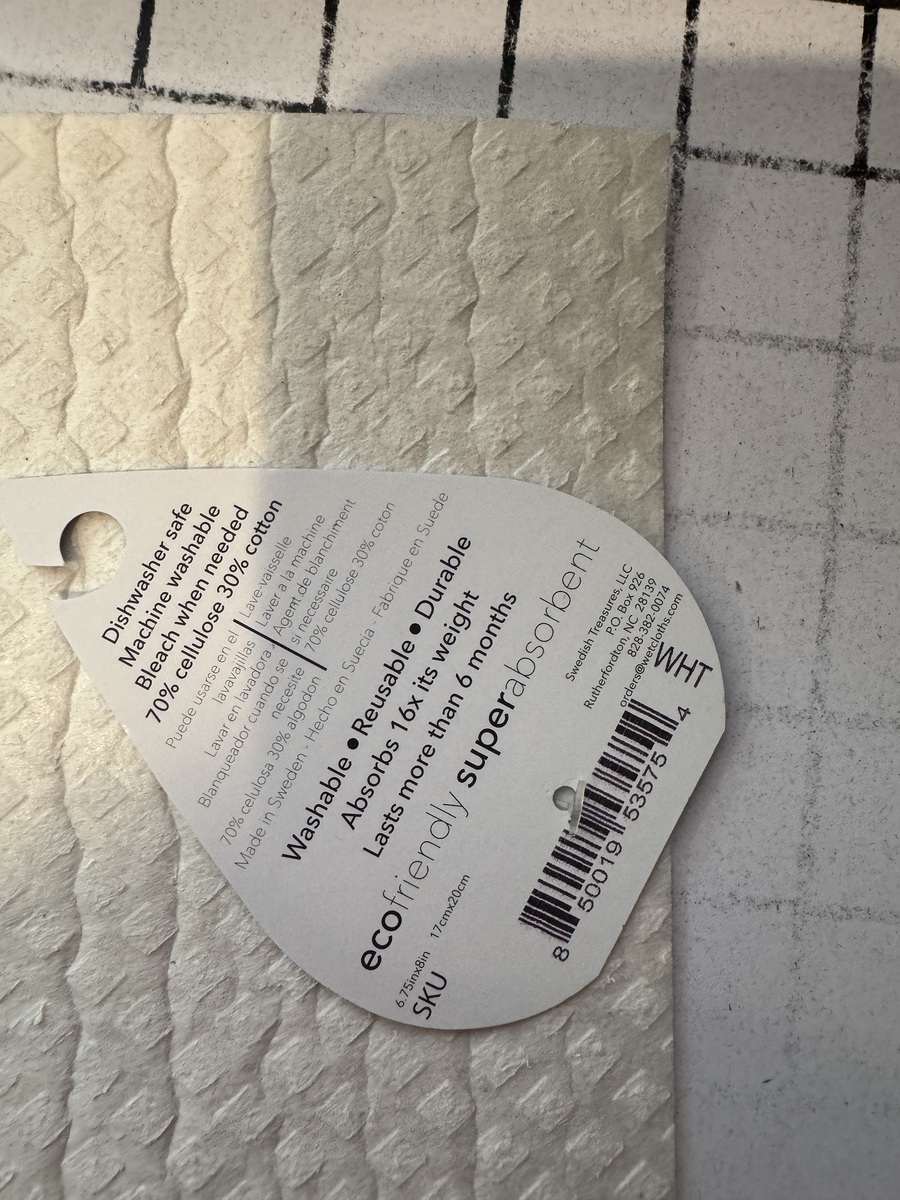 Dishwasher safe
Machine washable
Bleach when needed
70% cellulose 30% cotton
Puede usarse en el
lavavajillas
Lavar en lavadora
Blanqueador cuando se
necesite
70% celulosa 30% algodon
Lave-vaisselle
Laver a la machine
Agent de blanchiment
si necessaire
70% cellulose 30% coton
Made in Sweden - Hecho en Suecia - Fabrique en Suede
Washable • Reusable • Durable
Absorbs 16x its weight
Lasts more than 6 months
ecofriendly superabsorbent
6.75inx8in 17cmx20cm
SKU
Swedish Treasures, LLC
P.O. Box 926
Rutherfordton, NC 28139
828-382-0074
orders@wetcloths.com
WHT
8 50019 53575 4